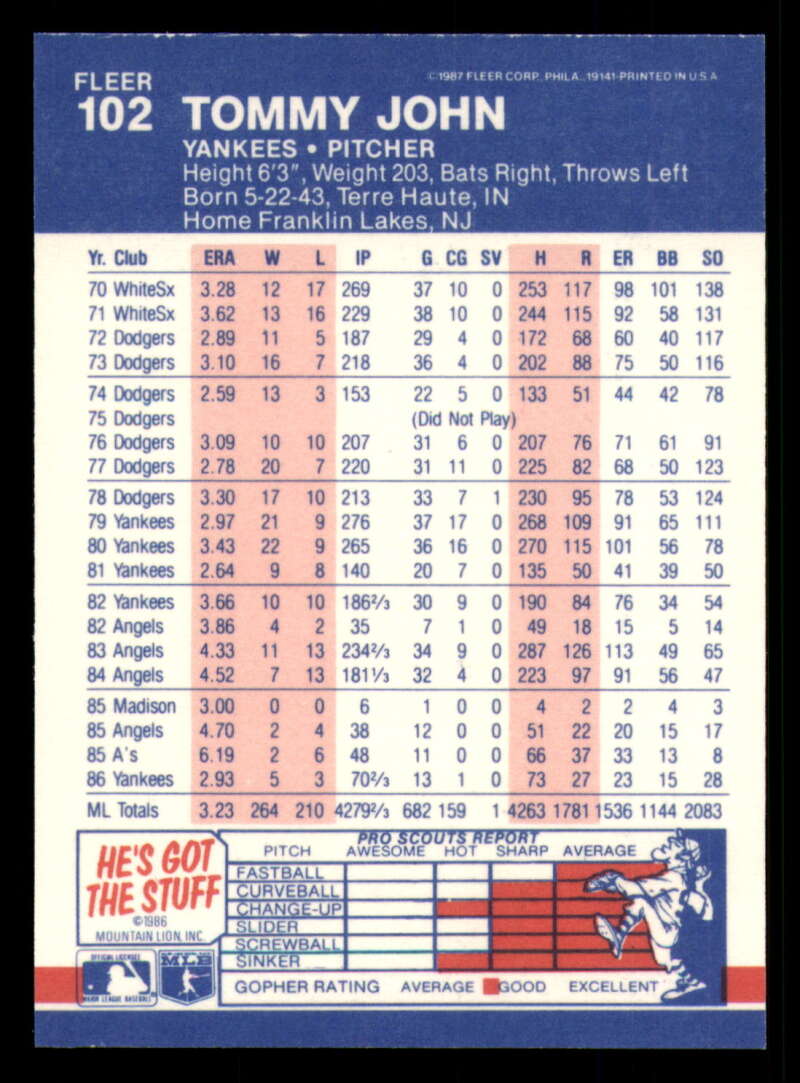 FLEER
©1987 FLEER CORP., PHILA., 19141-PRINTED IN U.S.A
102 TOMMY JOHN
YANKEES • PITCHER
Height 6'3", Weight 203, Bats Right, Throws Left
Born 5-22-43, Terre Haute, IN
Home Franklin Lakes, NJ
Yr. Club ERA W L IP G CG SV H R ER BB SO
70 WhiteSx 3.28 12 17 269 37 10 0 253 117 98 101 138
71 WhiteSx 3.62 13 16 229 38 10 0 244 115 92 58 131
72 Dodgers 2.89 11 5 187 29 4 0 172 68 60 40 117
73 Dodgers 3.10 16 7 218 36 4 0 202 88 75 50 116
74 Dodgers 2.59 13 3 153 22 5 0 133 51 44 42 78
75 Dodgers (Did Not Play)
76 Dodgers 3.09 10 10 207 31 6 0 207 76 71 61 91
77 Dodgers 2.78 20 7 220 31 11 0 225 82 68 50 123
78 Dodgers 3.30 17 10 213 33 7 1 230 95 78 53 124
79 Yankees 2.97 21 9 276 37 17 0 268 109 91 65 111
80 Yankees 3.43 22 9 265 36 16 0 270 115 101 56 78
81 Yankees 2.64 9 8 140 20 7 0 135 50 41 39 50
82 Yankees 3.66 10 10 186⅔ 30 9 0 190 84 76 34 54
82 Angels 3.86 4 2 35 7 1 0 49 18 15 5 14
83 Angels 4.33 11 13 234⅔ 34 9 0 287 126 113 49 65
84 Angels 4.52 7 13 181⅓ 32 4 0 223 97 91 56 47
85 Madison 3.00 0 0 6 1 0 0 4 2 2 4 3
85 Angels 4.70 2 4 38 12 0 0 51 22 20 15 17
85 A's 6.19 2 6 48 11 0 0 66 37 33 13 8
86 Yankees 2.93 5 3 70⅔ 13 1 0 73 27 23 15 28
ML Totals 3.23 264 210 4279⅔ 682 159 1 4263 1781 1536 1144 2083
HE'S GOT
THE STUFF
©1986
MOUNTAIN LION, INC.
PRO SCOUTS REPORT
PITCH AWESOME HOT SHARP AVERAGE
FASTBALL
CURVEBALL
CHANGE-UP
SLIDER
SCREWBALL
SINKER
GOPHER RATING AVERAGE GOOD EXCELLENT
OFFICIAL LICENSEE
MAJOR LEAGUE BASEBALL
MLB